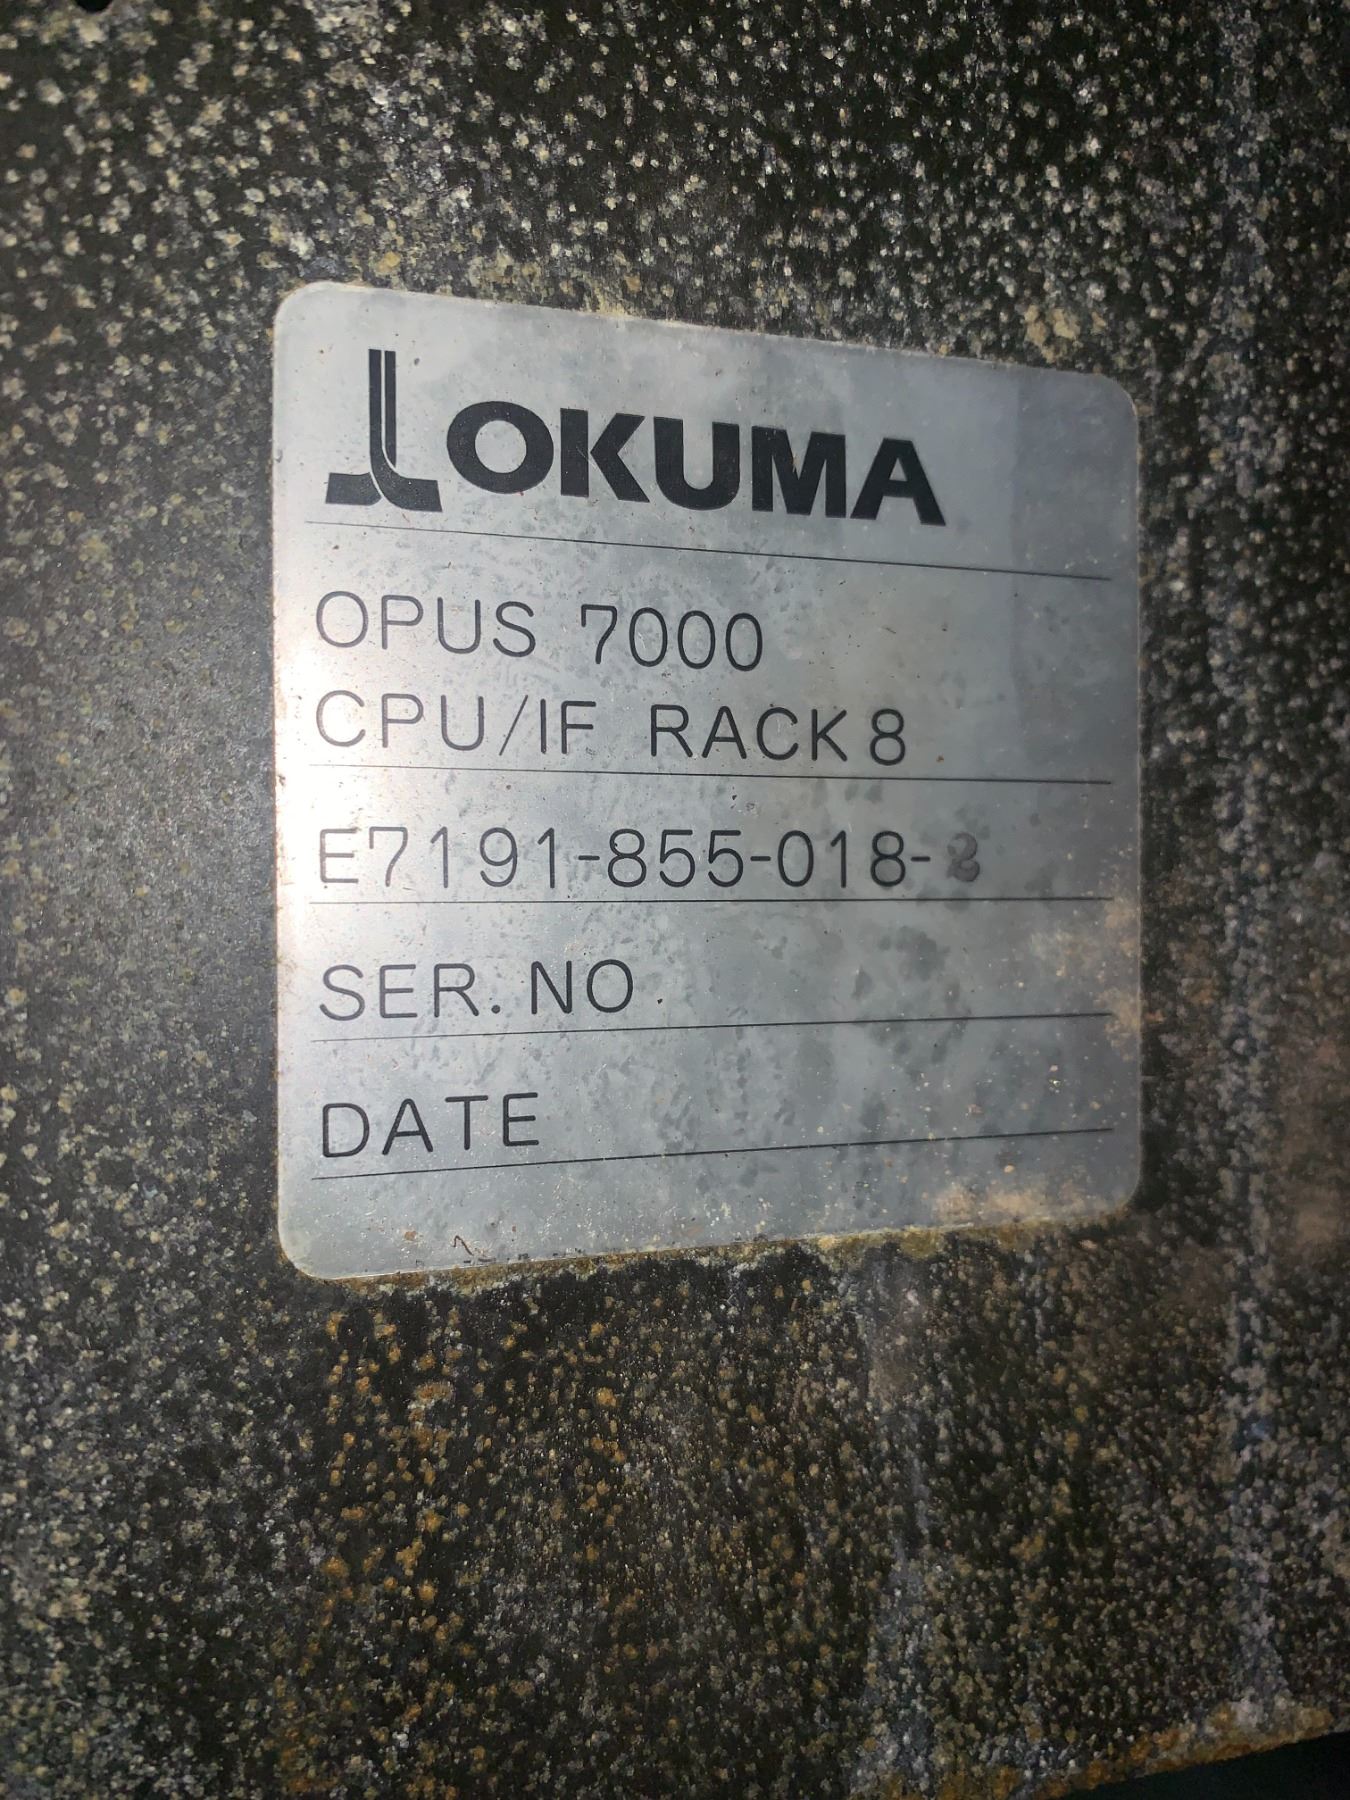 OKUMA
OPUS 7000
CPU/IF RACK 8
E7191-855-018-
SER. NO
DATE